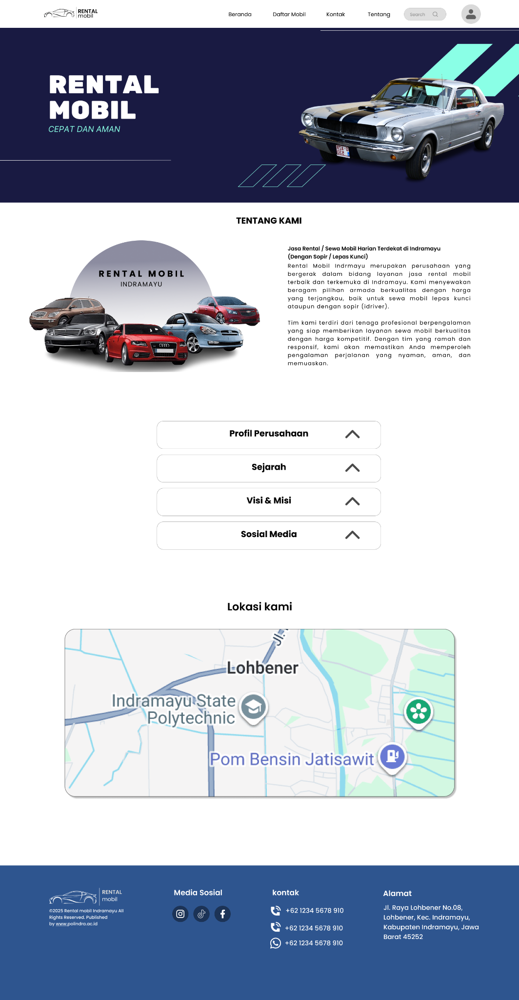 RENTAL
mobil
Beranda
Daftar Mobil
Kontak
Tentang
Search
RENTAL
MOBIL
CEPAT DAN AMAN
TENTANG KAMI
RENTAL MOBIL
INDRAMAYU
Jasa Rental / Sewa Mobil Harian Terdekat di Indramayu
(Dengan Sopir / Lepas Kunci)
Rental Mobil Indrmayu merupakan perusahaan yang
bergerak dalam bidang layanan jasa rental mobil
terbaik dan terkemuka di Indramayu. Kami menyewakan
beragam pilihan armada berkualitas dengan harga
yang terjangkau, baik untuk sewa mobil lepas kunci
ataupun dengan sopir (idriver).
Tim kami terdiri dari tenaga profesional berpengalaman
yang siap memberikan layanan sewa mobil berkualitas
dengan harga kompetitif. Dengan tim yang ramah dan
responsif, kami akan memastikan Anda memperoleh
pengalaman perjalanan yang nyaman, aman, dan
memuaskan.
Profil Perusahaan
Sejarah
Visi & Misi
Sosial Media
Lokasi kami
Jl.
Lohbener
Indramayu State
Polytechnic
Pom Bensin Jatisawit
RENTAL
mobil
©2025 Rental mobil Indramayu All
Rights Reserved. Published
by www.polindra.ac.id
Media Sosial
kontak
+62 1234 5678 910
+62 1234 5678 910
+62 1234 5678 910
Alamat
Jl. Raya Lohbener No.08,
Lohbener, Kec. Indramayu,
Kabupaten Indramayu, Jawa
Barat 45252